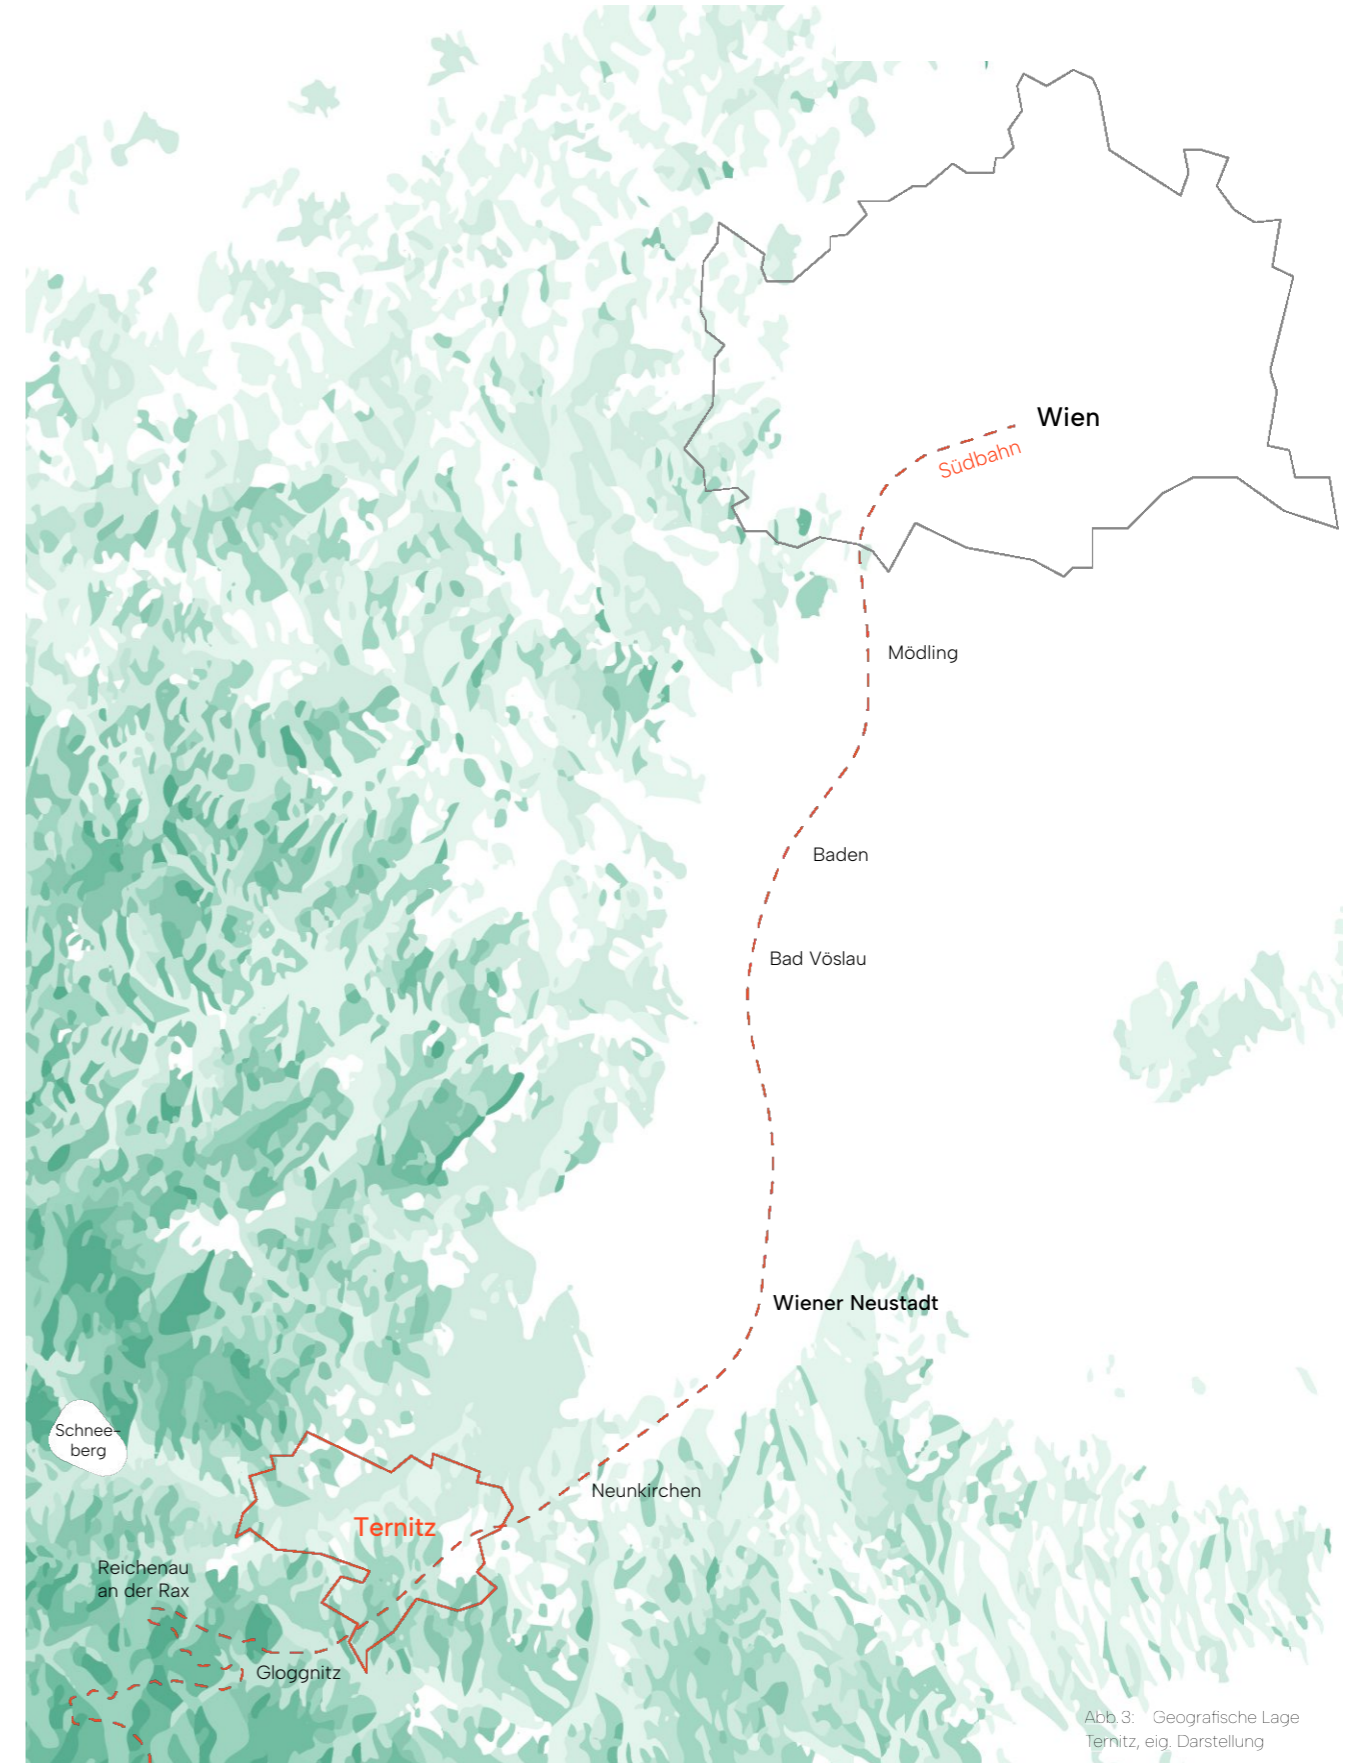 Wien
Südbahn
Mödling
Baden
Bad Vöslau
Wiener Neustadt
Schnee-
berg
Neunkirchen
Ternitz
Reichenau
an der Rax
Gloggnitz
Abb.3: Geografische Lage
Ternitz, eig. Darstellung